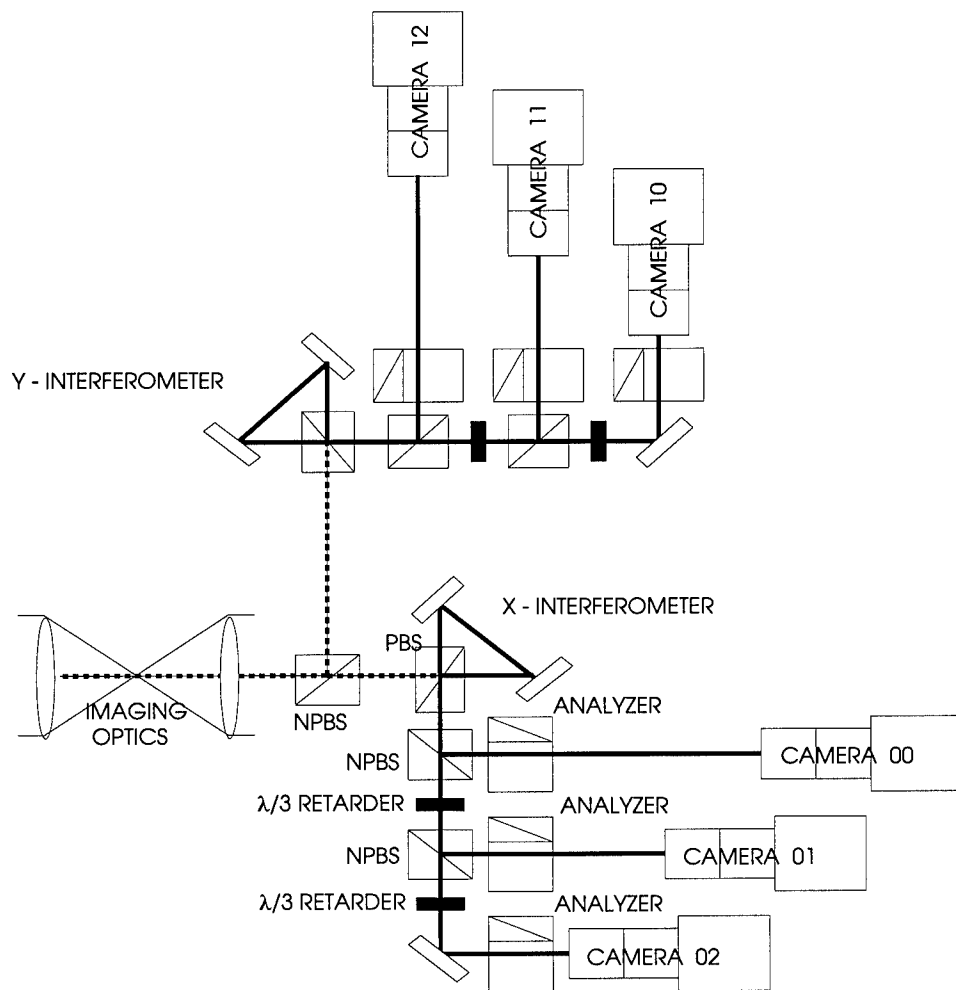 CAMERA 12
CAMERA 11
CAMERA 10
Y - INTERFEROMETER
X - INTERFEROMETER
PBS
IMAGING
OPTICS
NPBS
ANALYZER
NPBS
CAMERA 00
λ/3 RETARDER
ANALYZER
NPBS
CAMERA 01
λ/3 RETARDER
ANALYZER
CAMERA 02